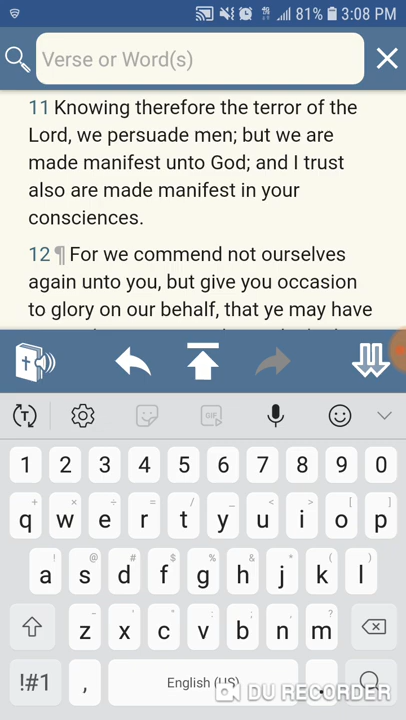 81% 3:08 PM
Verse or Word(s)
11 Knowing therefore the terror of the
Lord, we persuade men; but we are
made manifest unto God; and I trust
also are made manifest in your
consciences.
12 ¶ For we commend not ourselves
again unto you, but give you occasion
to glory on our behalf, that ye may have
T GIF
1 2 3 4 5 6 7 8 9 0
+ × ÷ = / _ < > [ ]
q w e r t y u i o p
! @ # $ % ^ & * ( )
a s d f g h j k l
- ' " : ; , ?
z x c v b n m
!#1 , English (US) .
DU RECORDER